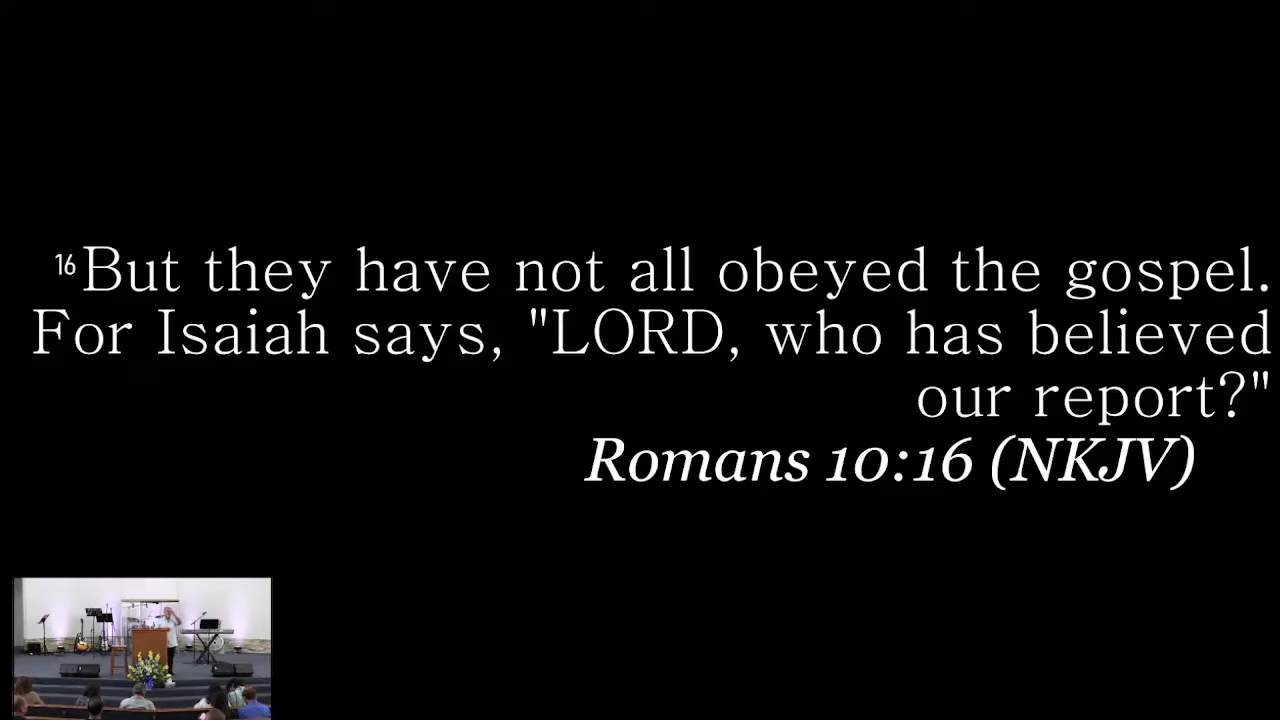 16But they have not all obeyed the gospel.
For Isaiah says, "LORD, who has believed
our report?"
Romans 10:16 (NKJV)